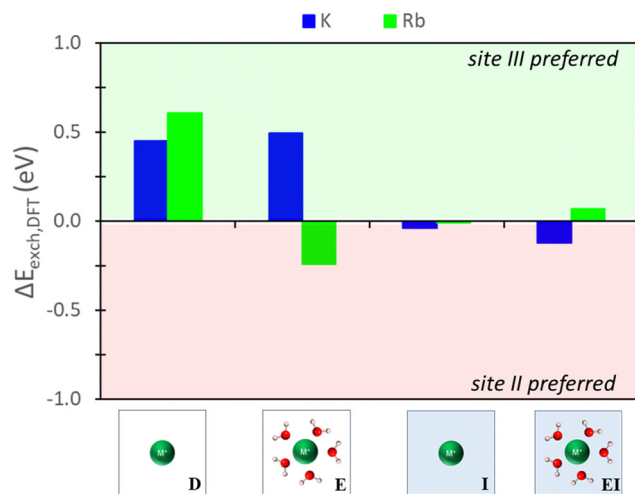 K Rb
1.0
site III preferred
0.5
0.0
-0.5
-1.0
site II preferred
ΔE_exch,DFT (eV)
M⁺ D
M⁺ E
M⁺ I
M⁺ EI